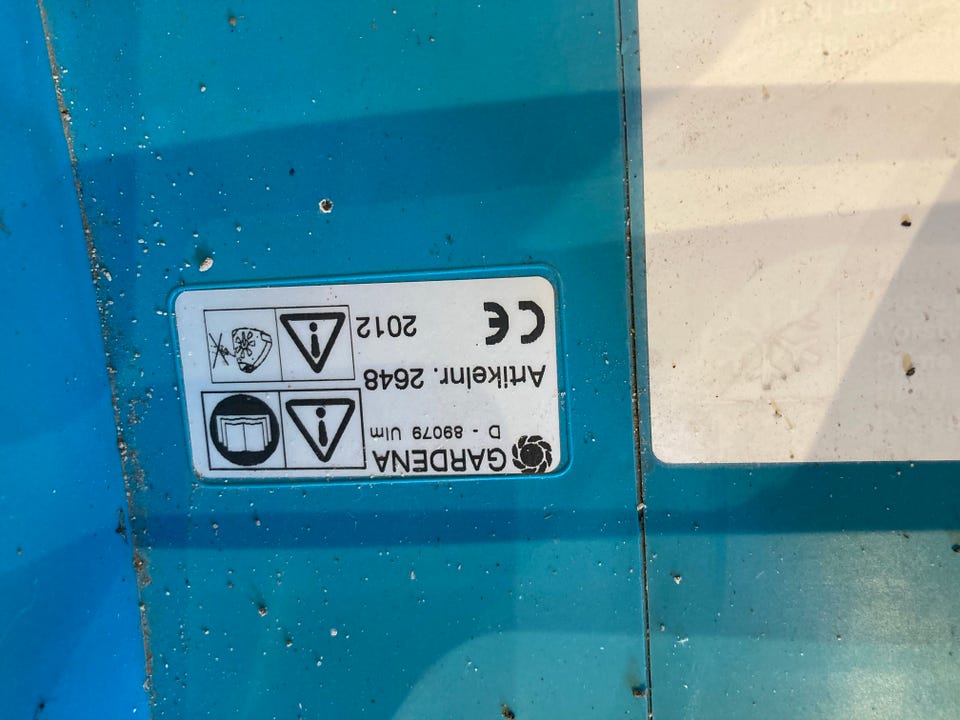 GARDENA
D - 89079 Ulm
Artikelnr. 2648
CE 2012